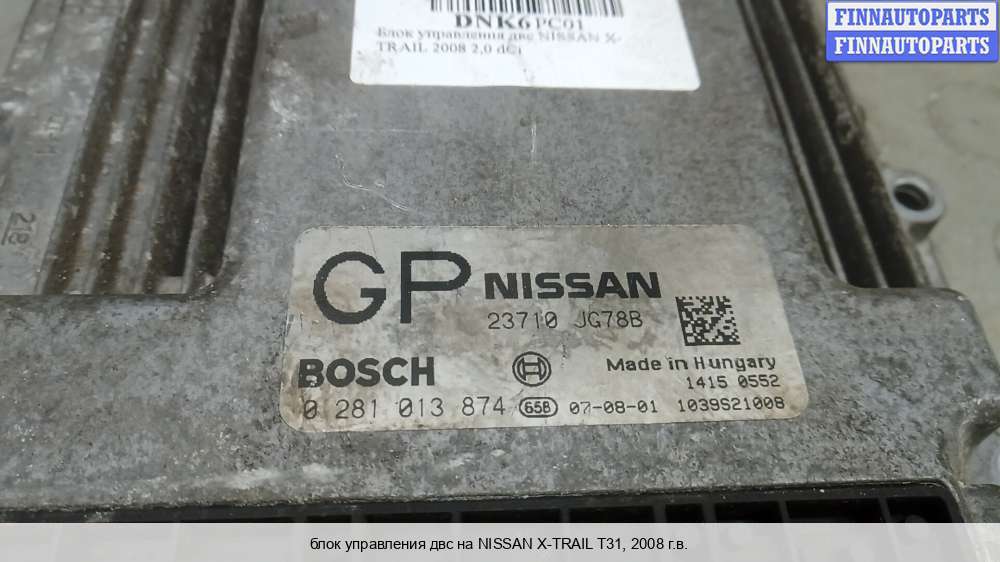 DNK6PC01
Блок управления двс NISSAN X-
TRAIL 2008 2,0 dCi
FINNAUTOPARTS
FINNAUTOPARTS
GP NISSAN
23710 JG78B
BOSCH
Made in Hungary
1415 0552
0 281 013 874 658 07-08-01 1039S21008
блок управления двс на NISSAN X-TRAIL T31, 2008 г.в.